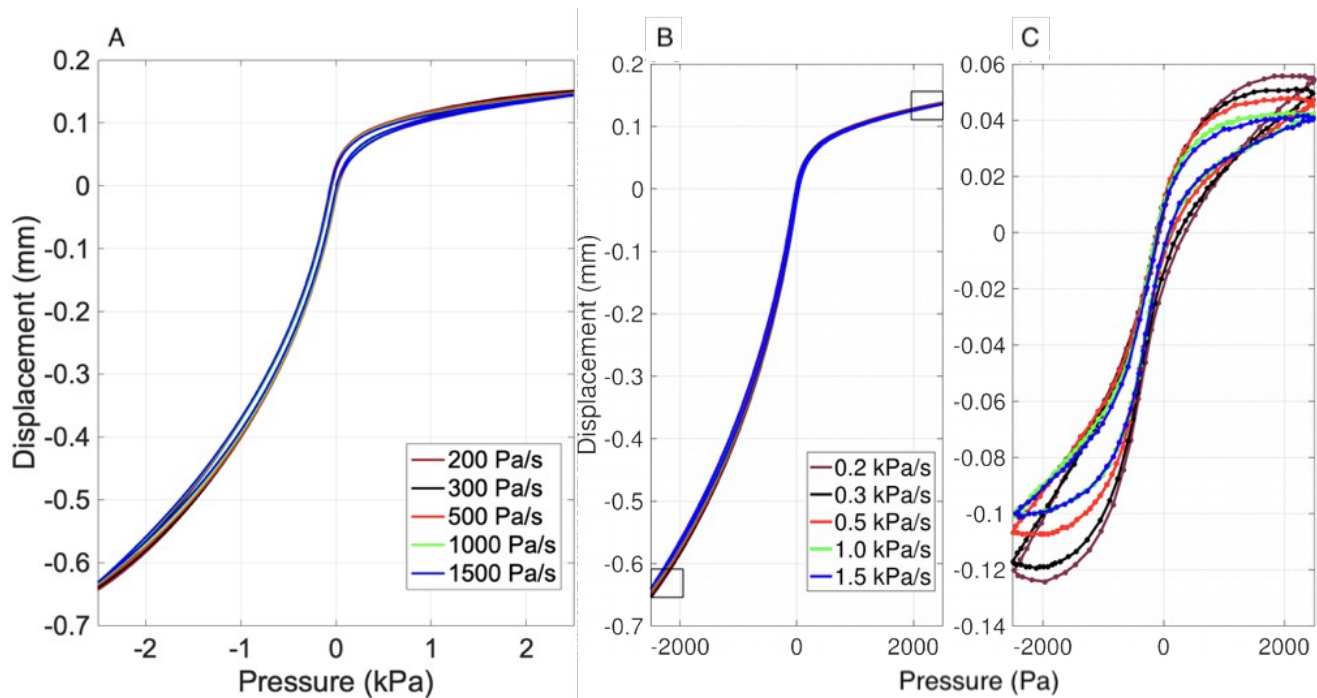 A
0.2
0.1
0
-0.1
-0.2
-0.3
-0.4
-0.5
-0.6
-0.7
Displacement (mm)
-2
-1
0
1
2
Pressure (kPa)
200 Pa/s
300 Pa/s
500 Pa/s
1000 Pa/s
1500 Pa/s
B
0.2
0.1
0
-0.1
-0.2
-0.3
-0.4
-0.5
-0.6
-0.7
Displacement (mm)
-2000
0
2000
0.2 kPa/s
0.3 kPa/s
0.5 kPa/s
1.0 kPa/s
1.5 kPa/s
C
0.06
0.04
0.02
0
-0.02
-0.04
-0.06
-0.08
-0.1
-0.12
-0.14
-2000
0
2000
Pressure (Pa)